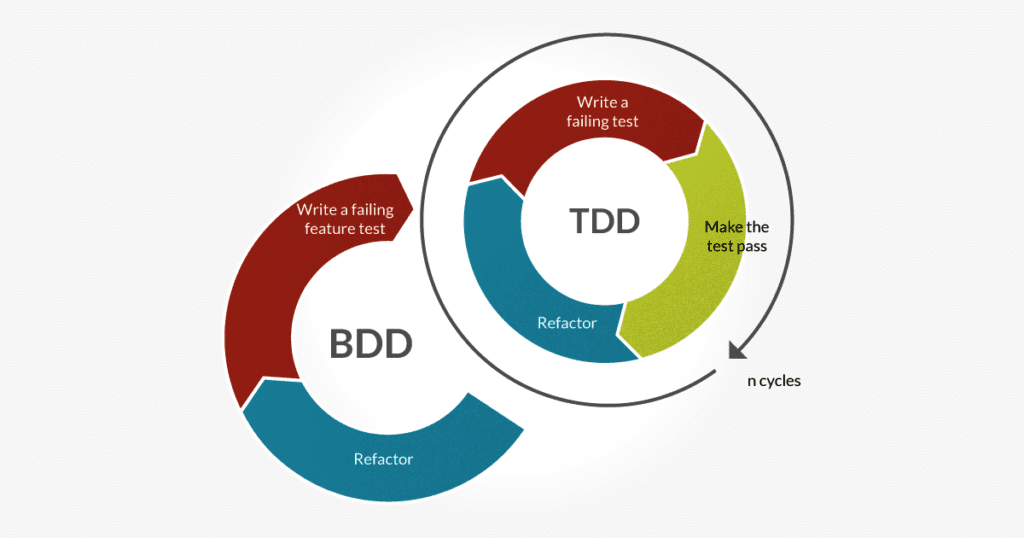 Write a
failing test
TDD
Make the
test pass
Refactor
n cycles
Write a failing
feature test
BDD
Refactor